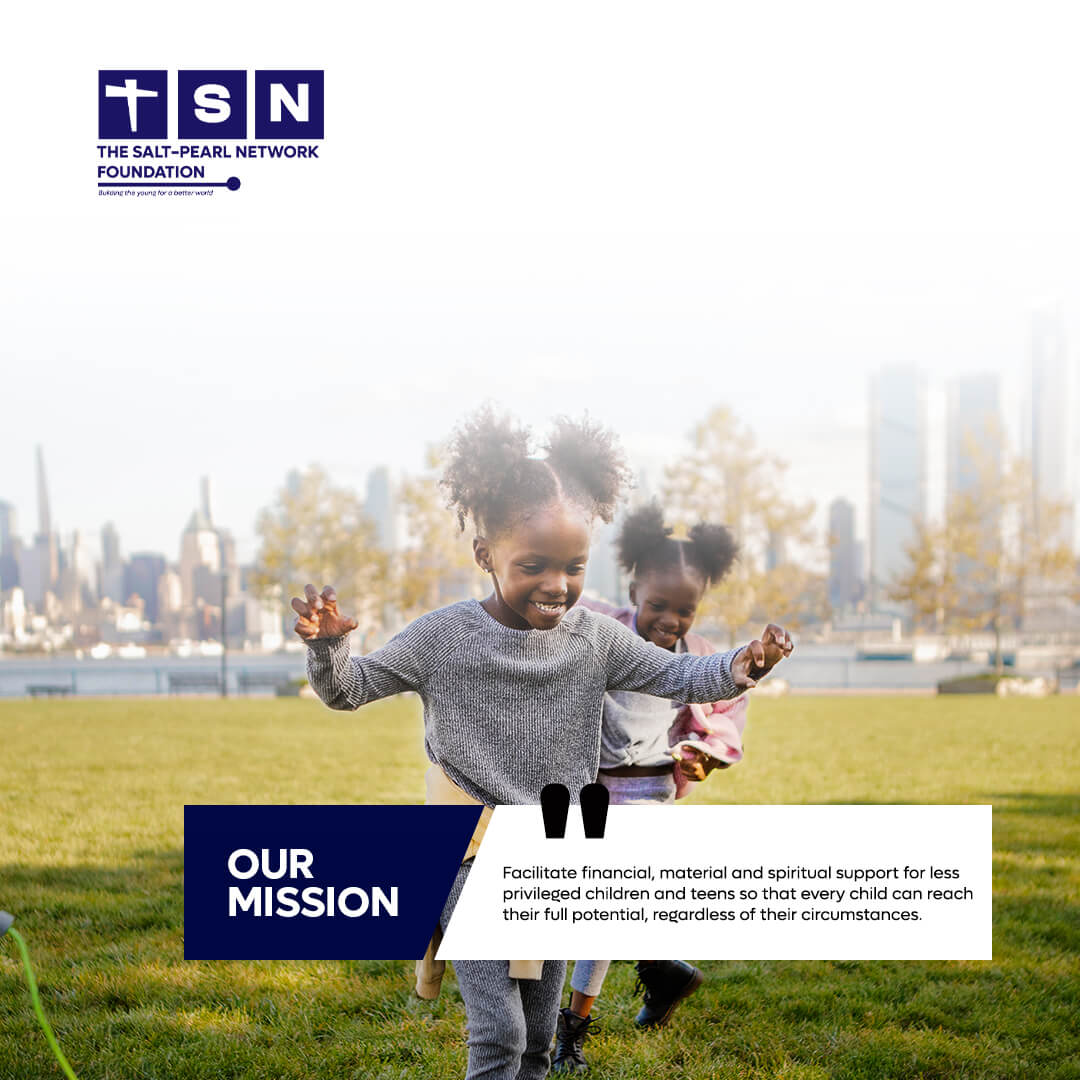 TSN
THE SALT-PEARL NETWORK
FOUNDATION
Building the young for a better world
OUR
MISSION
"
Facilitate financial, material and spiritual support for less
privileged children and teens so that every child can reach
their full potential, regardless of their circumstances.